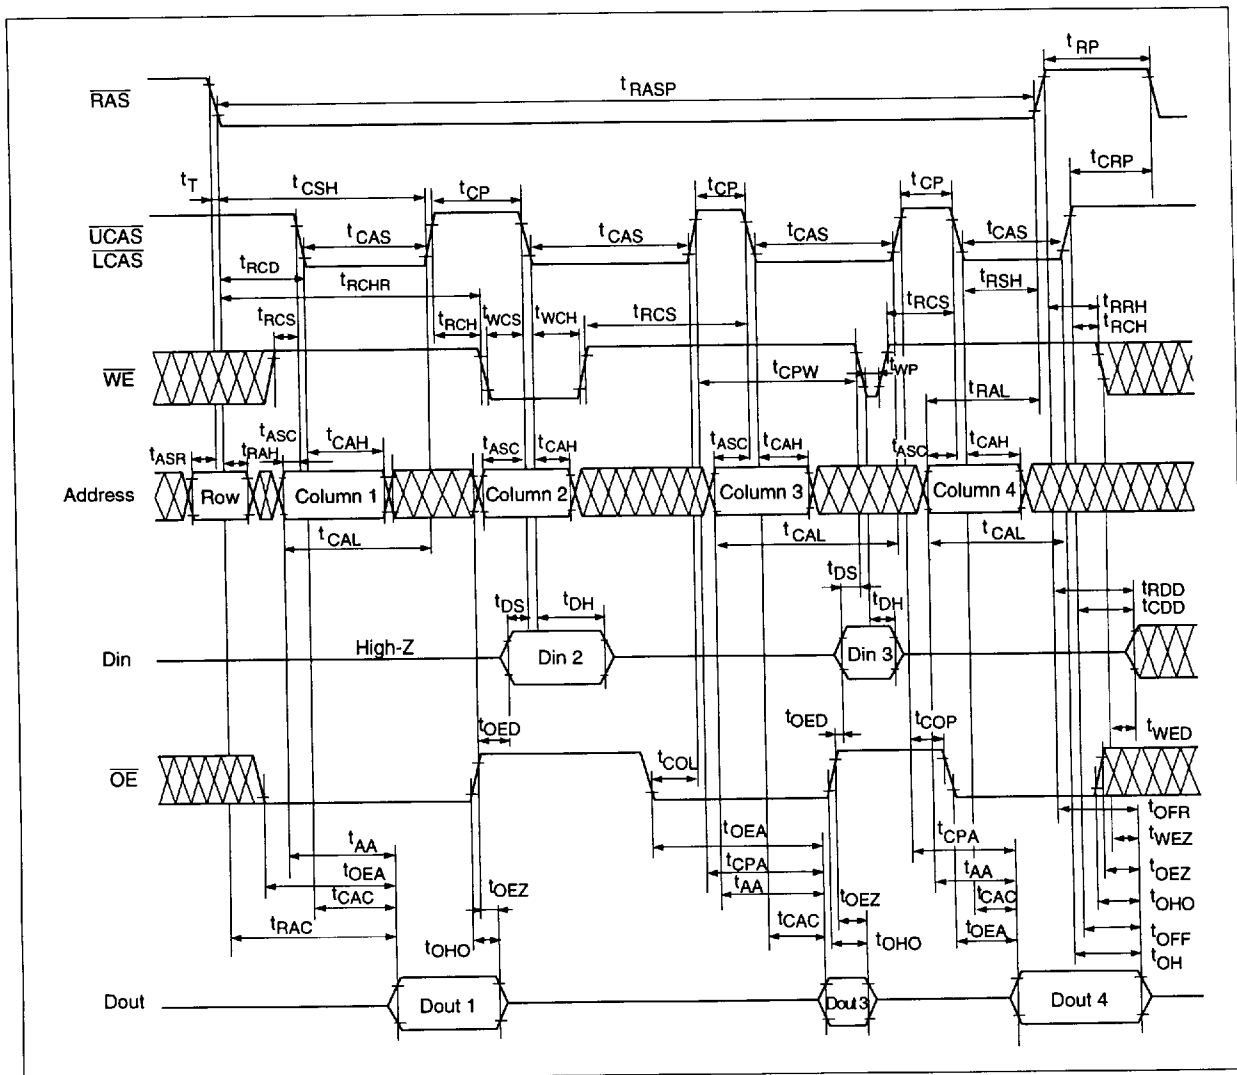 tRP
RAS
tRASP
tCRP
tT
tCSH
tCP
tCP
tCP
UCAS
LCAS
tCAS
tCAS
tCAS
tCAS
tRCD
tRCHR
tRSH
tRCS
tRCH
tWCS
tWCH
tRCS
tRCS
tRRH
tRCH
WE
tCPW
tWP
tRAL
tASR
tRAH
tASC
tCAH
tASC
tCAH
tASC
tCAH
tASC
tCAH
Address
Row
Column 1
Column 2
Column 3
Column 4
tCAL
tCAL
tCAL
tDS
tDH
tDS
tDH
tRDD
tCDD
Din
High-Z
Din 2
Din 3
tOED
tOED
tCOP
tWED
OE
tCOL
tOFR
tAA
tOEA
tCPA
tWEZ
tOEA
tCPA
tAA
tOEZ
tCAC
tOEZ
tAA
tOEZ
tCAC
tOHO
tRAC
tOHO
tCAC
tOHO
tOEA
tOFF
tOH
Dout
Dout 1
Dout 3
Dout 4